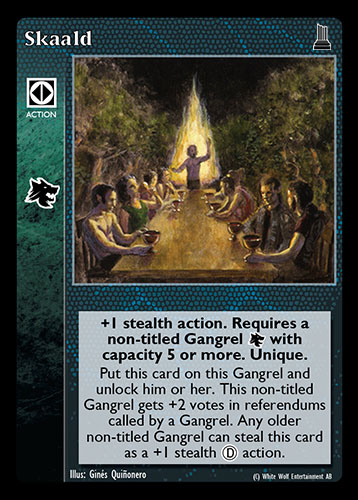 Skaald
ACTION
+1 stealth action. Requires a
non-titled Gangrel with
capacity 5 or more. Unique.
Put this card on this Gangrel and
unlock him or her. This non-titled
Gangrel gets +2 votes in referendums
called by a Gangrel. Any older
non-titled Gangrel can steal this card
as a +1 stealth D action.
Illus: Ginés Quiñonero
(C) White Wolf Entertainment AB